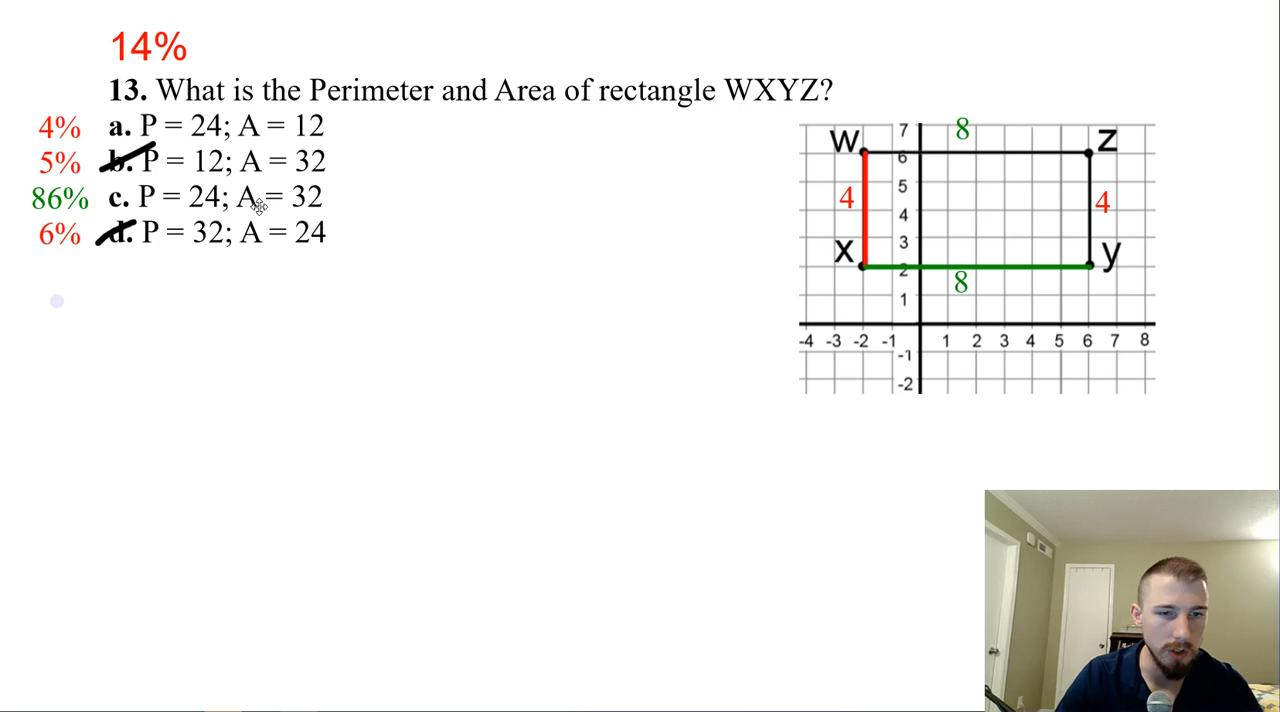 14%
13. What is the Perimeter and Area of rectangle WXYZ?
4% a. P = 24; A = 12
5% b. P = 12; A = 32
86% c. P = 24; A = 32
6% d. P = 32; A = 24
W 7 8 Z
6
5
4 4 4
3
X 2 8 y
1
-4 -3 -2 -1 1 2 3 4 5 6 7 8
-1
-2